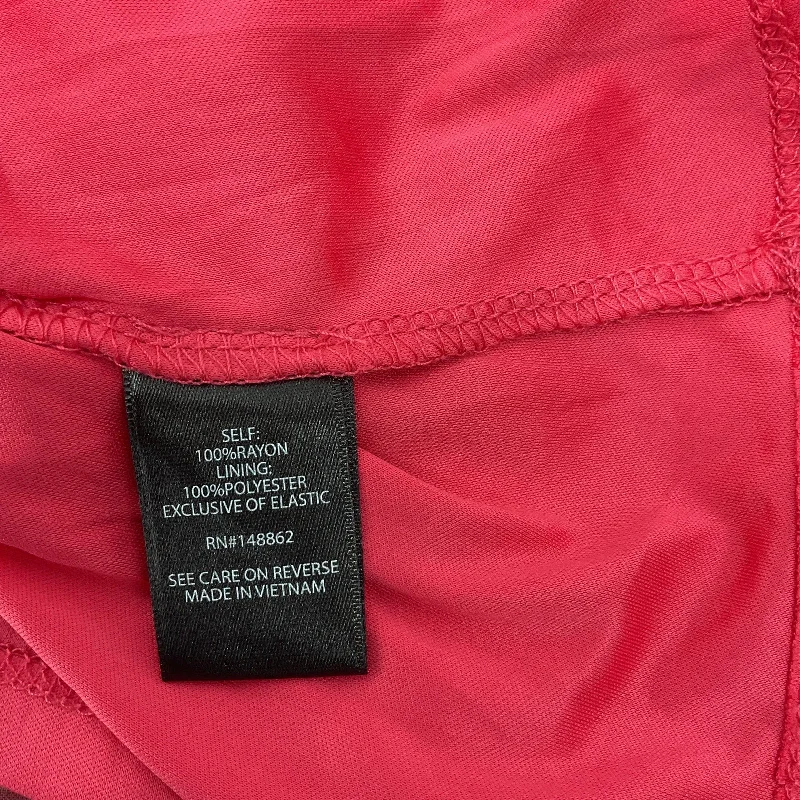 SELF:
100%RAYON
LINING:
100%POLYESTER
EXCLUSIVE OF ELASTIC
RN#148862
SEE CARE ON REVERSE
MADE IN VIETNAM